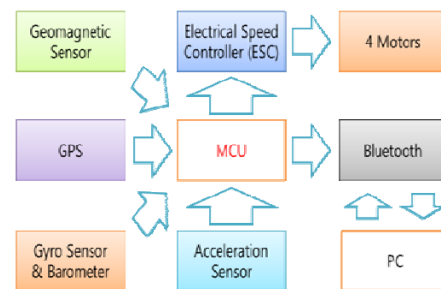 Geomagnetic
Sensor
Electrical Speed
Controller (ESC)
4 Motors
GPS
MCU
Bluetooth
Gyro Sensor
& Barometer
Acceleration
Sensor
PC